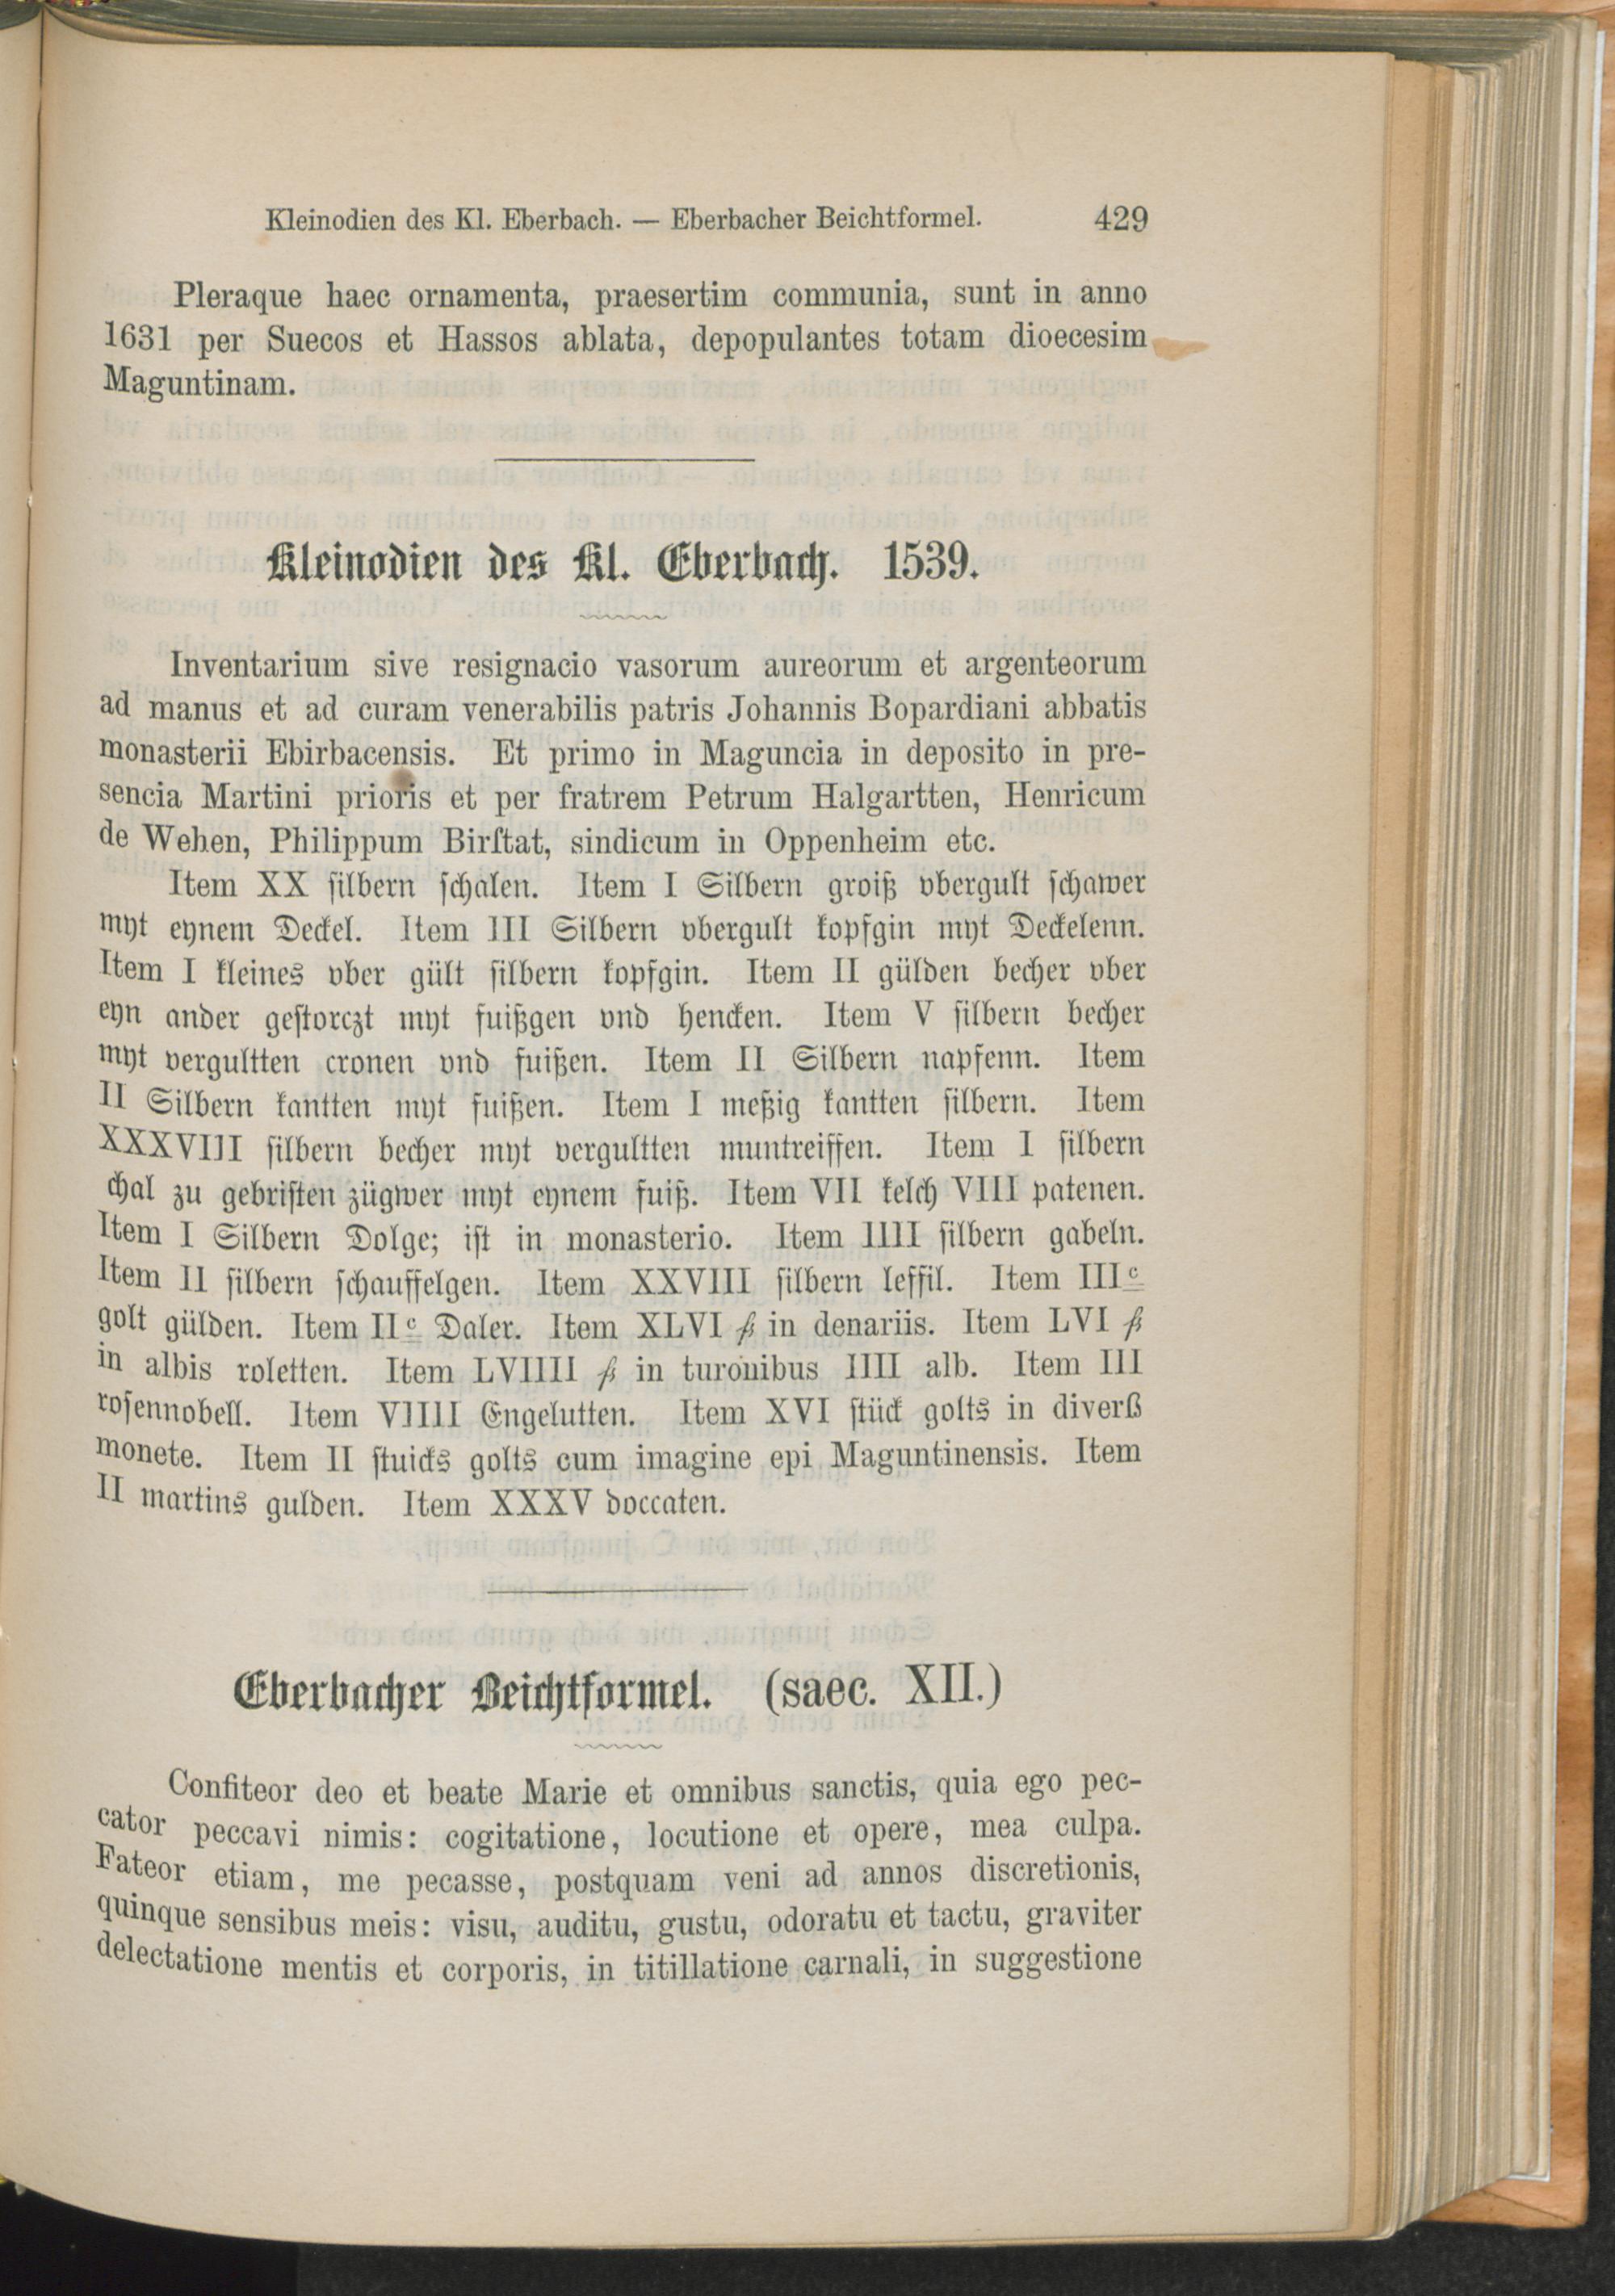 Kleinodien des Kl. Eberbach. — Eberbacher Beichtformel. 429
Pleraque haec ornamenta, praesertim communia, sunt in anno
1631 per Suecos et Hassos ablata, depopulantes totam dioecesim
Maguntinam.
Kleinodien des Kl. Eberbach. 1539.
Inventarium sive resignacio vasorum aureorum et argenteorum
ad manus et ad curam venerabilis patris Johannis Bopardiani abbatis
monasterii Ebirbacensis. Et primo in Maguncia in deposito in pre-
sencia Martini prioris et per fratrem Petrum Halgartten, Henricum
de Wehen, Philippum Birſtat, sindicum in Oppenheim etc.
Item XX ſilbern ſchalen. Item I Silbern groiß vbergult ſchawer
myt eynem Deckel. Item III Silbern vbergult kopfgin myt Deckelenn.
Item I kleines vber gült ſilbern kopfgin. Item II gülden becher vber
eyn ander geſtorczt myt fuißgen vnd hencken. Item V ſilbern becher
myt vergultten cronen vnd fuißen. Item II Silbern napfenn. Item
II Silbern kantten myt fuißen. Item I meßig kantten ſilbern. Item
XXXVIII ſilbern becher myt vergultten muntreiffen. Item I ſilbern
chal zu gebriſten zügwer myt eynem fuiß. Item VII kelch VIII patenen.
Item I Silbern Dolge; iſt in monasterio. Item IIII ſilbern gabeln.
Item II ſilbern ſchauffelgen. Item XXVIII ſilbern leffil. Item IIIc
golt gülden. Item IIc Daler. Item XLVI ß in denariis. Item LVI ß
in albis roletten. Item LVIIII ß in turonibus IIII alb. Item III
roſennobell. Item VIIII Engelutten. Item XVI ſtück golts in diverß
monete. Item II ſtuicks golts cum imagine epi Maguntinensis. Item
II martins gulden. Item XXXV doccaten.
Eberbacher Beichtformel. (saec. XII.)
Confiteor deo et beate Marie et omnibus sanctis, quia ego pec-
cator peccavi nimis: cogitatione, locutione et opere, mea culpa.
Fateor etiam, me pecasse, postquam veni ad annos discretionis,
quinque sensibus meis: visu, auditu, gustu, odoratu et tactu, graviter
delectatione mentis et corporis, in titillatione carnali, in suggestione